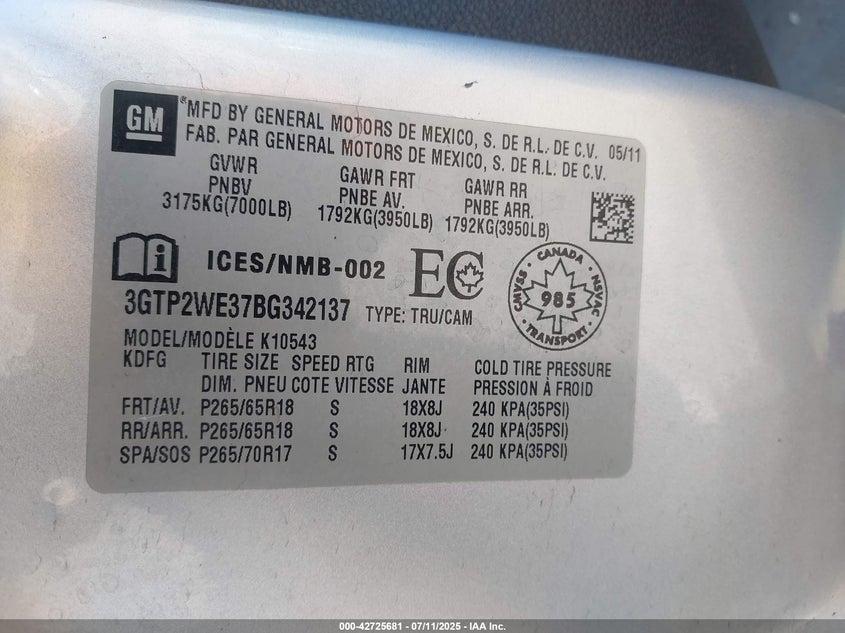 GM
®MFD BY GENERAL MOTORS DE MEXICO, S. DE R.L. DE C.V. 05/11
FAB. PAR GENERAL MOTORS DE MEXICO, S. DE R.L. DE C.V.
GVWR GAWR FRT GAWR RR
PNBV PNBE AV. PNBE ARR.
3175KG(7000LB) 1792KG(3950LB) 1792KG(3950LB)
ICES/NMB-002 EC
CANADA
CMVSS 985 NSVAC
TRANSPORT
3GTP2WE37BG342137 TYPE: TRU/CAM
MODEL/MODÈLE K10543
KDFG TIRE SIZE SPEED RTG RIM COLD TIRE PRESSURE
DIM. PNEU COTE VITESSE JANTE PRESSION À FROID
FRT/AV. P265/65R18 S 18X8J 240 KPA(35PSI)
RR/ARR. P265/65R18 S 18X8J 240 KPA(35PSI)
SPA/SOS P265/70R17 S 17X7.5J 240 KPA(35PSI)
000-42725681 - 07/11/2025 - IAA Inc.